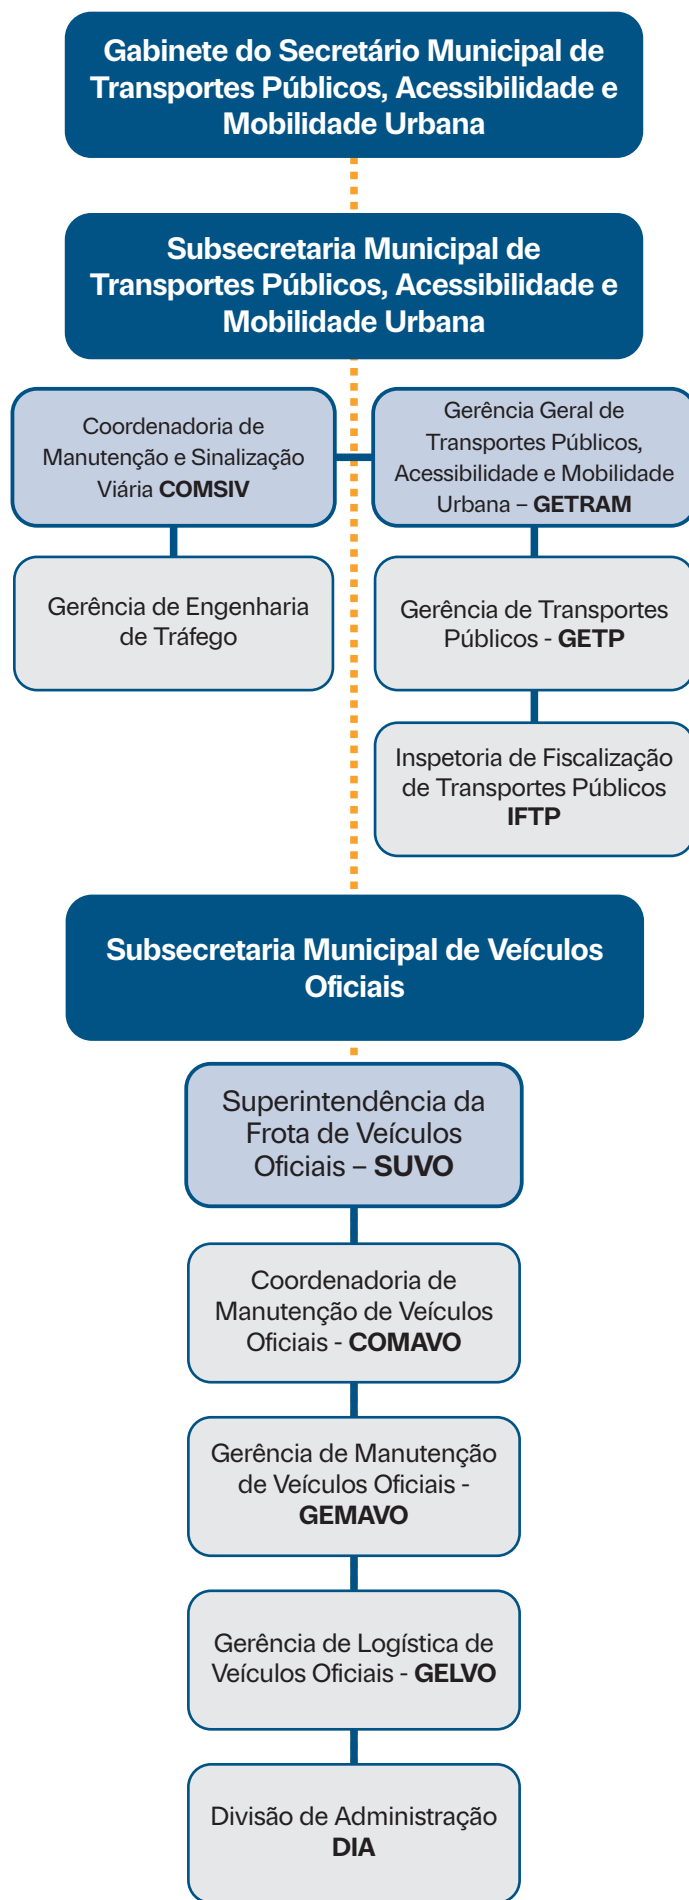 Gabinete do Secretário Municipal de
Transportes Públicos, Acessibilidade e
Mobilidade Urbana
Subsecretaria Municipal de
Transportes Públicos, Acessibilidade e
Mobilidade Urbana
Coordenadoria de
Manutenção e Sinalização
Viária COMSIV
Gerência Geral de
Transportes Públicos,
Acessibilidade e Mobilidade
Urbana – GETRAM
Gerência de Engenharia
de Tráfego
Gerência de Transportes
Públicos - GETP
Inspetoria de Fiscalização
de Transportes Públicos
IFTP
Subsecretaria Municipal de Veículos
Oficiais
Superintendência da
Frota de Veículos
Oficiais – SUVO
Coordenadoria de
Manutenção de Veículos
Oficiais - COMAVO
Gerência de Manutenção
de Veículos Oficiais -
GEMAVO
Gerência de Logística de
Veículos Oficiais - GELVO
Divisão de Administração
DIA